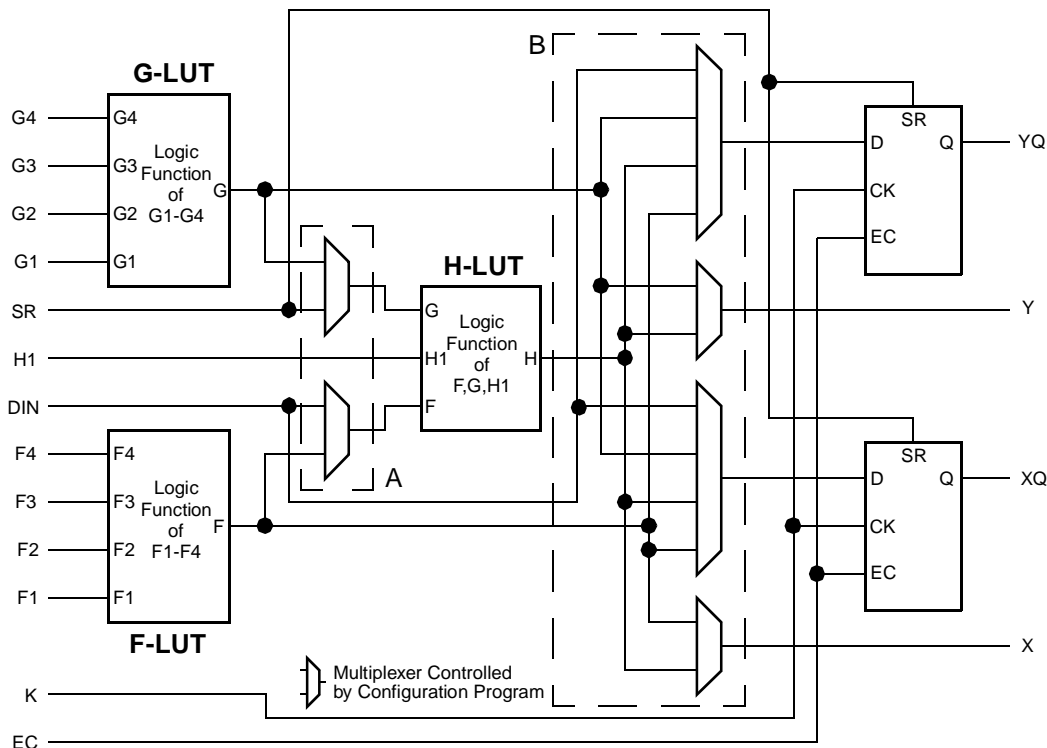 B
G-LUT
G4
G3
G2
G1
SR
H1
DIN
F4
F3
F2
F1
K
EC
G4
G3
G2
G1
Logic
Function
of
G1-G4
G
H-LUT
G
H1
F
Logic
Function
of
F,G,H1
H
A
F4
F3
F2
F1
Logic
Function
of
F1-F4
F
F-LUT
Multiplexer Controlled
by Configuration Program
SR
D
Q
CK
EC
YQ
Y
SR
D
Q
CK
EC
XQ
X